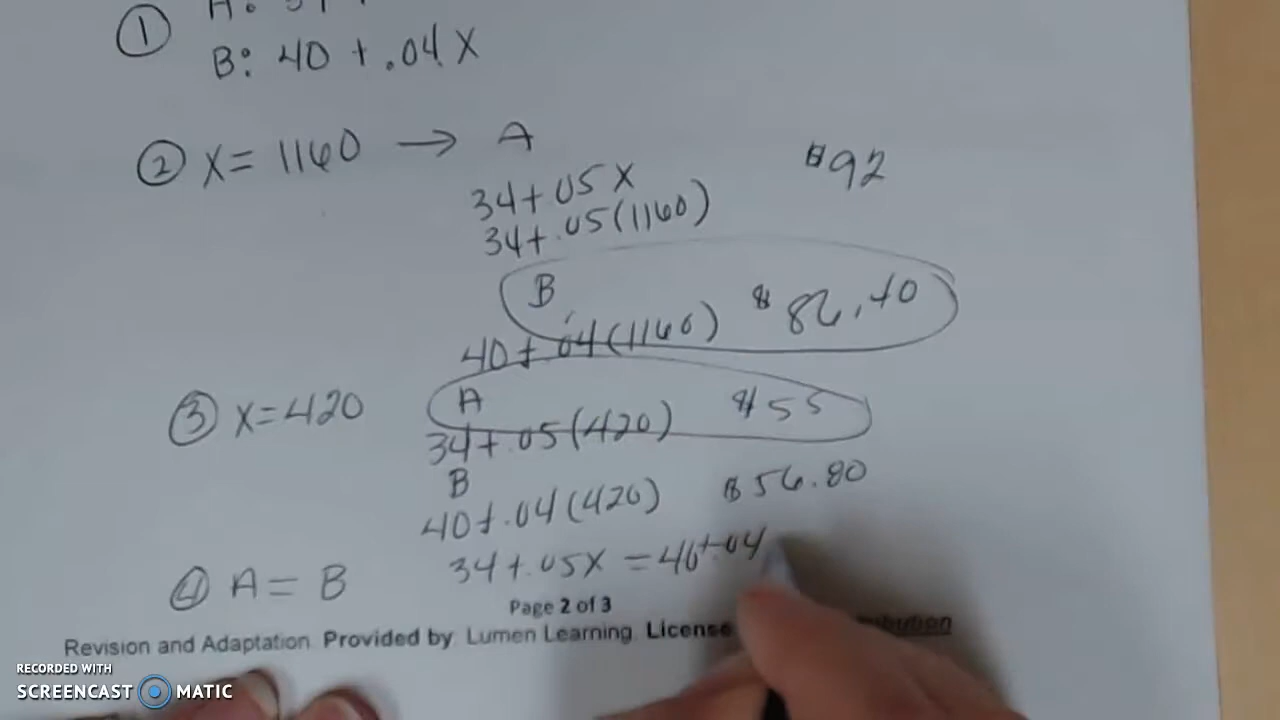 ① A: 34
B: 40 + .04 X
② X = 1160 → A
34 + .05 X
34 + .05 (1160) $92
B
40 + .04 (1160) $86.40
③ X = 420 A
34 + .05 (420) $55
B
40 + .04 (420) $56.80
④ A = B 34 + .05x = 40 + .04
Page 2 of 3
Revision and Adaptation. Provided by: Lumen Learning. License
RECORDED WITH
SCREENCAST MATIC